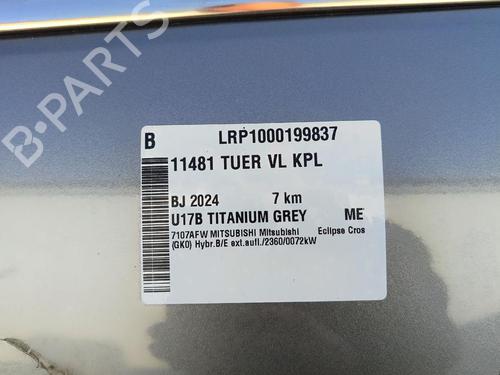 B LRP1000199837
11481 TUER VL KPL
BJ 2024 7 km
U17B TITANIUM GREY ME
7107AFW MITSUBISHI Mitsubishi Eclipse Cros
(GK0) Hybr.B/E ext.aufl./2360/0072kW
B-PARTS